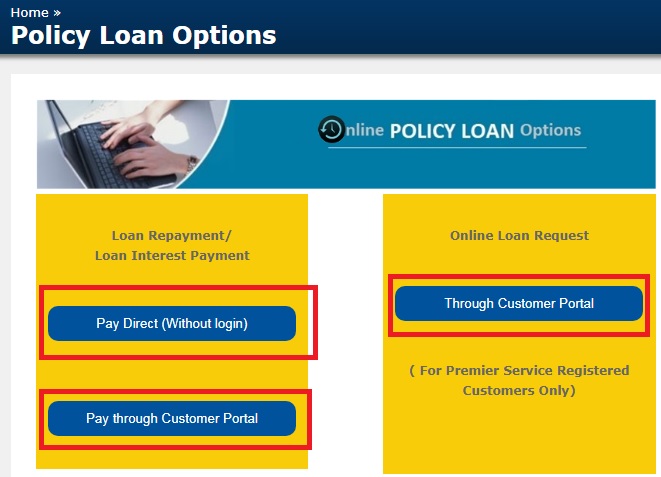 Home »
Policy Loan Options
Online POLICY LOAN Options
Loan Repayment/
Loan Interest Payment
Pay Direct (Without login)
Pay through Customer Portal
Online Loan Request
Through Customer Portal
( For Premier Service Registered
Customers Only)